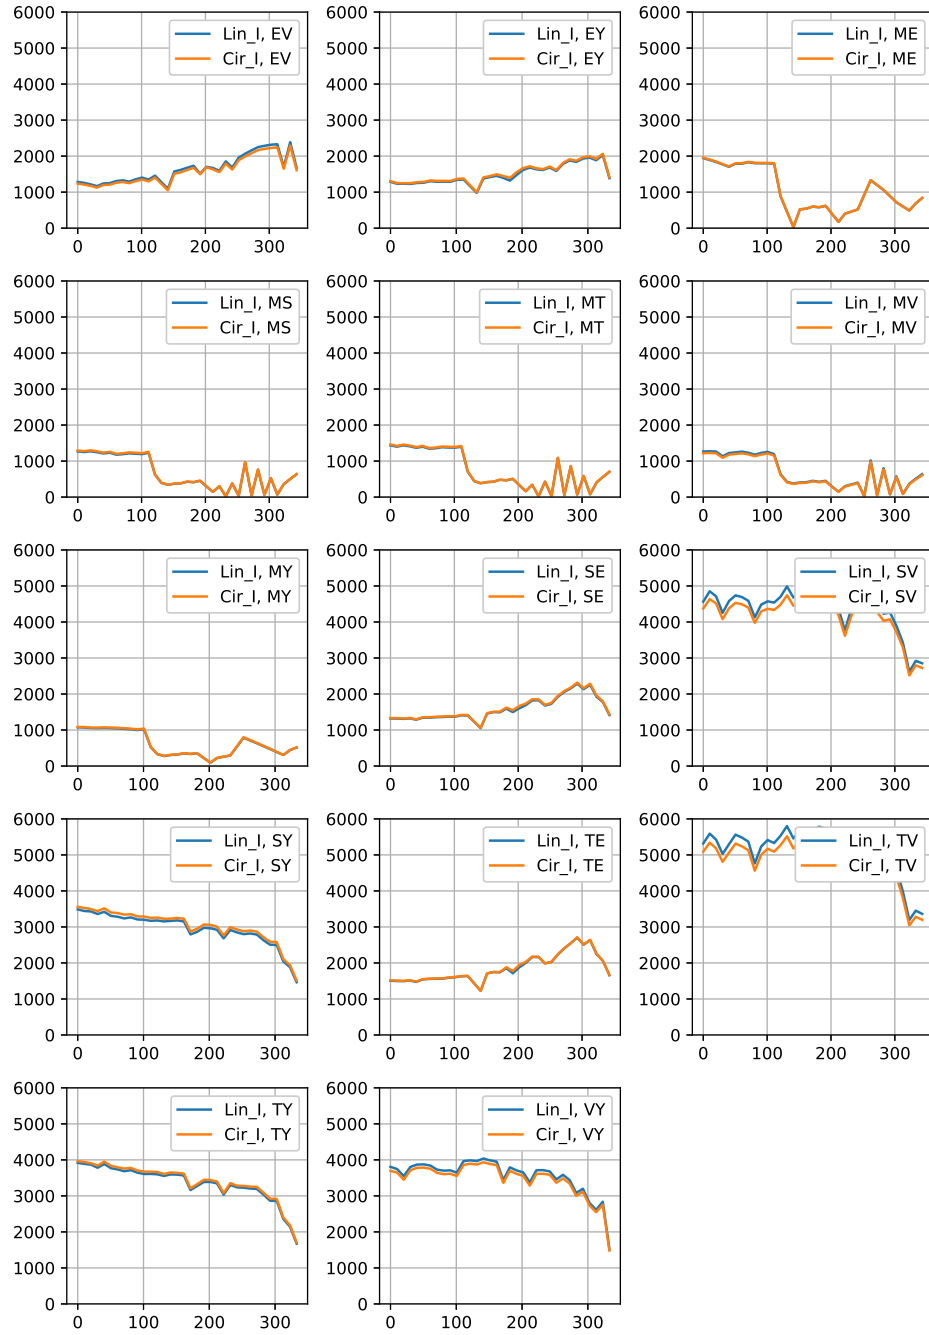 6000
5000
4000
3000
2000
1000
0
0 100 200 300
Lin_I, EV
Cir_I, EV
6000
5000
4000
3000
2000
1000
0
0 100 200 300
Lin_I, EY
Cir_I, EY
6000
5000
4000
3000
2000
1000
0
0 100 200 300
Lin_I, ME
Cir_I, ME
6000
5000
4000
3000
2000
1000
0
0 100 200 300
Lin_I, MS
Cir_I, MS
6000
5000
4000
3000
2000
1000
0
0 100 200 300
Lin_I, MT
Cir_I, MT
6000
5000
4000
3000
2000
1000
0
0 100 200 300
Lin_I, MV
Cir_I, MV
6000
5000
4000
3000
2000
1000
0
0 100 200 300
Lin_I, MY
Cir_I, MY
6000
5000
4000
3000
2000
1000
0
0 100 200 300
Lin_I, SE
Cir_I, SE
6000
5000
4000
3000
2000
1000
0
0 100 200 300
Lin_I, SV
Cir_I, SV
6000
5000
4000
3000
2000
1000
0
0 100 200 300
Lin_I, SY
Cir_I, SY
6000
5000
4000
3000
2000
1000
0
0 100 200 300
Lin_I, TE
Cir_I, TE
6000
5000
4000
3000
2000
1000
0
0 100 200 300
Lin_I, TV
Cir_I, TV
6000
5000
4000
3000
2000
1000
0
0 100 200 300
Lin_I, TY
Cir_I, TY
6000
5000
4000
3000
2000
1000
0
0 100 200 300
Lin_I, VY
Cir_I, VY